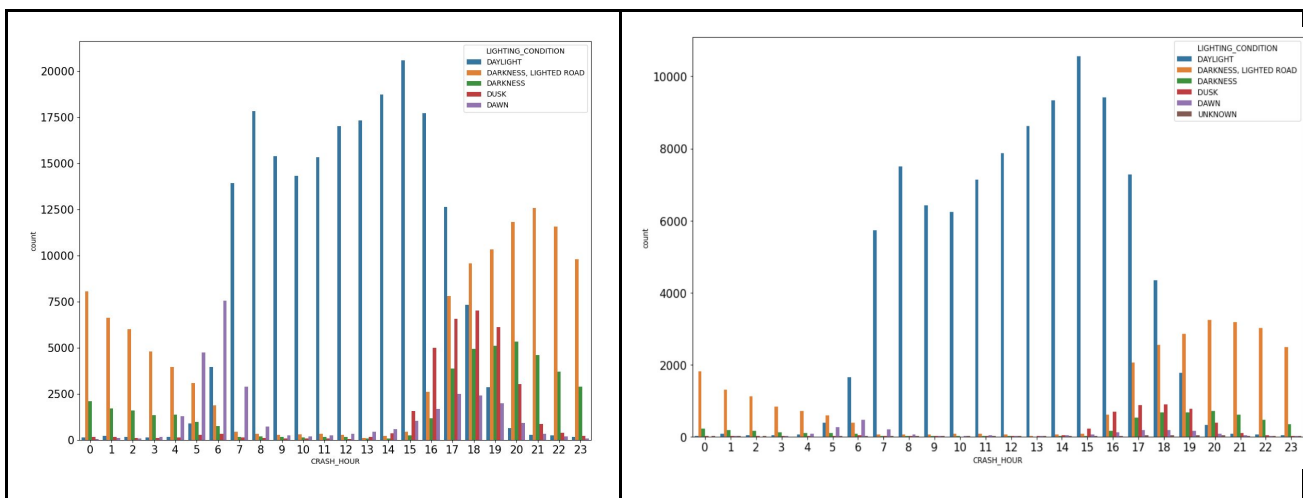 LIGHTING_CONDITION
DAYLIGHT
DARKNESS, LIGHTED ROAD
DARKNESS
DUSK
DAWN
20000
17500
15000
12500
10000
7500
5000
2500
0
count
0 1 2 3 4 5 6 7 8 9 10 11 12 13 14 15 16 17 18 19 20 21 22 23
CRASH_HOUR
LIGHTING_CONDITION
DAYLIGHT
DARKNESS, LIGHTED ROAD
DARKNESS
DUSK
DAWN
UNKNOWN
10000
8000
6000
4000
2000
0
count
0 1 2 3 4 5 6 7 8 9 10 11 12 13 14 15 16 17 18 19 20 21 22 23
CRASH_HOUR